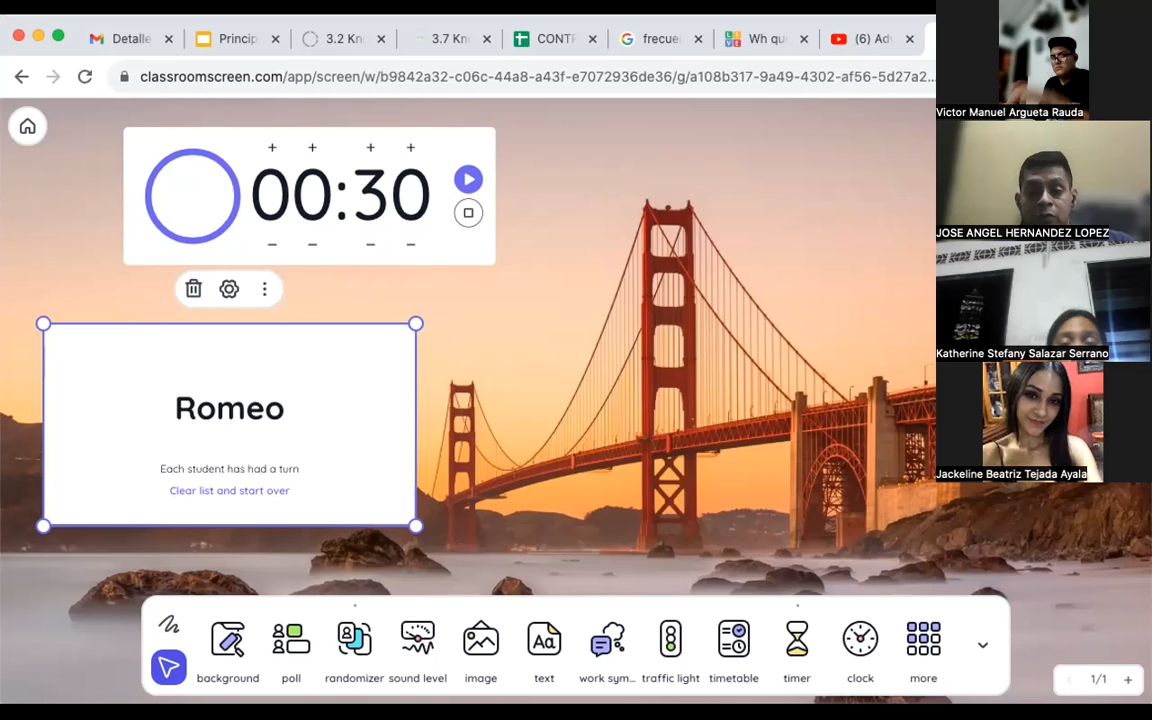 Detalle
Princip
3.2 Kn
3.7 Kn
CONTR
frecue
Wh qu
(6) Adv
classroomscreen.com/app/screen/w/b9842a32-c06c-44a8-a43f-e7072936de36/g/a108b317-9a49-4302-af56-5d27a2...
Victor Manuel Argueta Rauda
JOSE ANGEL HERNANDEZ LOPEZ
Katherine Stefany Salazar Serrano
Jackeline Beatriz Tejada Ayala
+ + + +
00:30
− − − −
Romeo
Each student has had a turn
Clear list and start over
Aa
background poll randomizer sound level image text work sym... traffic light timetable timer clock more
1/1 +